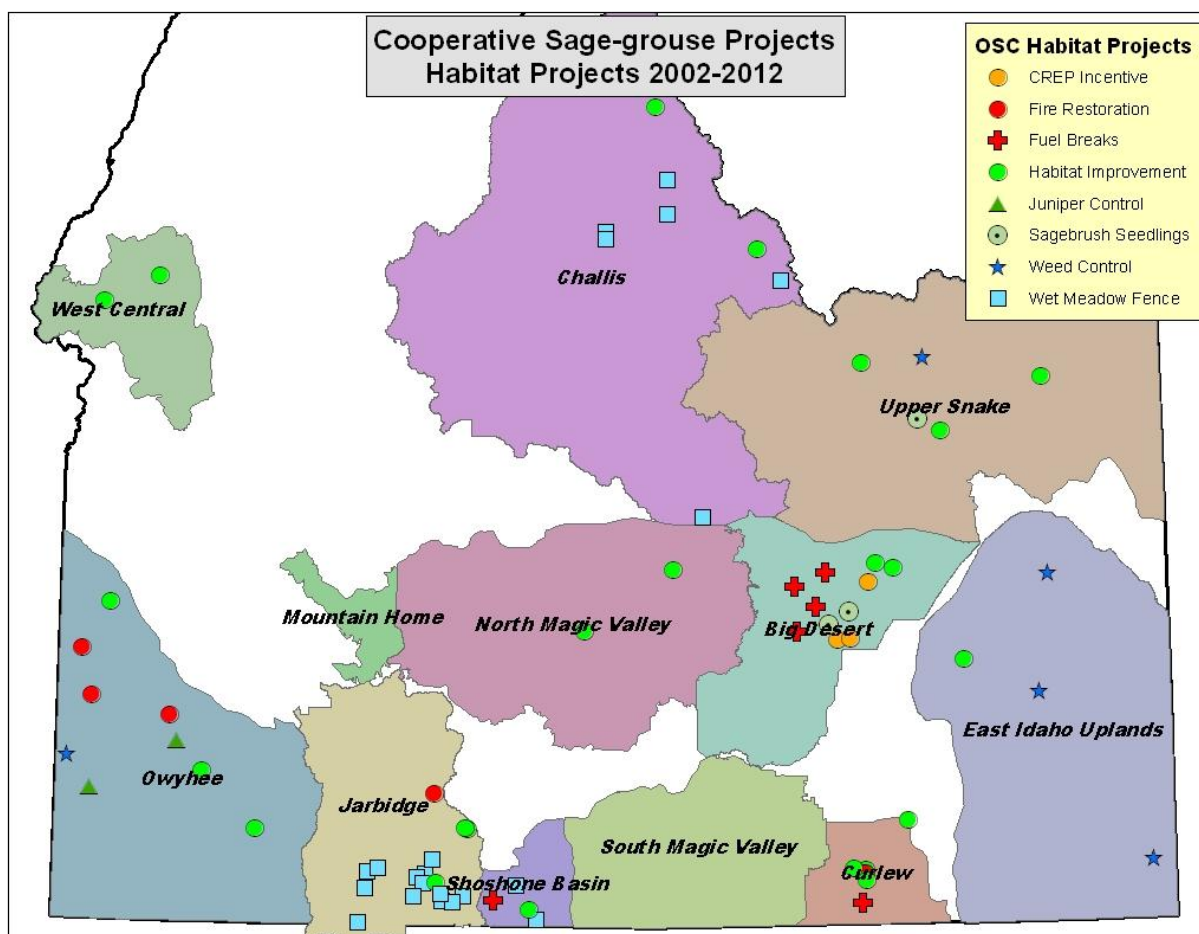 Cooperative Sage-grouse Projects
Habitat Projects 2002-2012
OSC Habitat Projects
CREP Incentive
Fire Restoration
Fuel Breaks
Habitat Improvement
Juniper Control
Sagebrush Seedlings
Weed Control
Wet Meadow Fence
Challis
West Central
Upper Snake
Mountain Home
North Magic Valley
Big Desert
East Idaho Uplands
Owyhee
Jarbidge
South Magic Valley
Shoshone Basin
Curlew